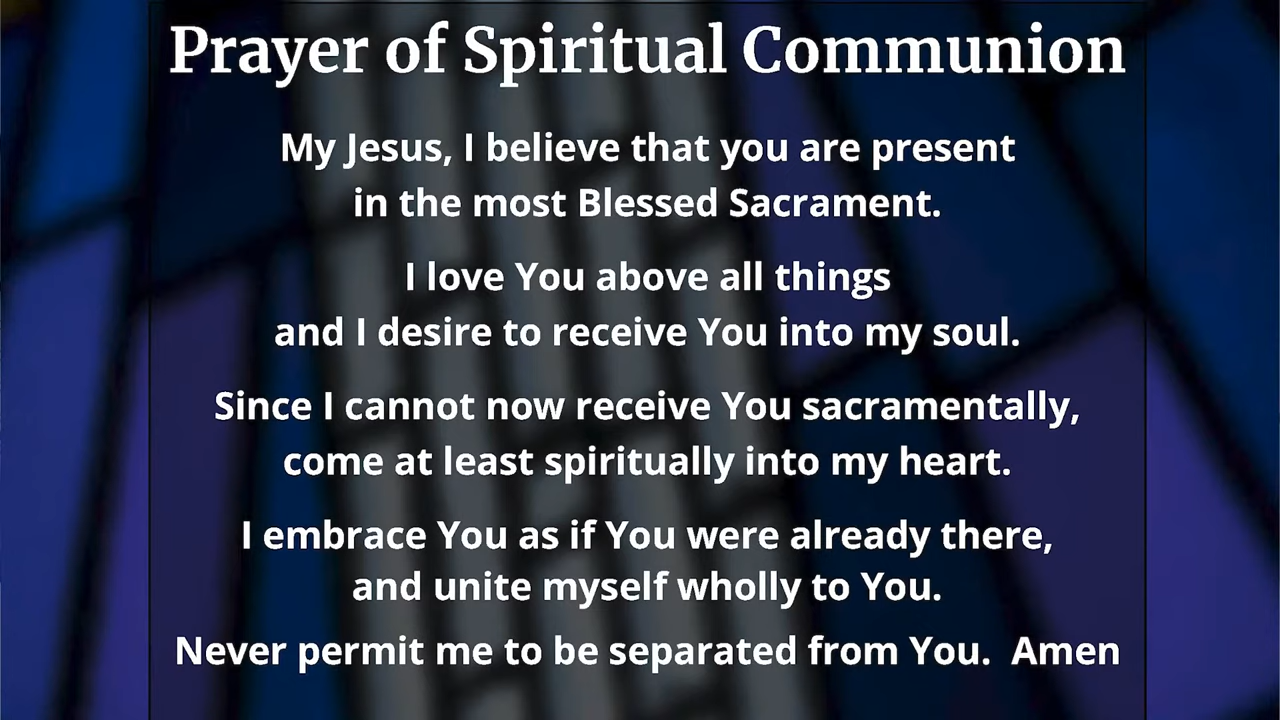 Prayer of Spiritual Communion
My Jesus, I believe that you are present
in the most Blessed Sacrament.
I love You above all things
and I desire to receive You into my soul.
Since I cannot now receive You sacramentally,
come at least spiritually into my heart.
I embrace You as if You were already there,
and unite myself wholly to You.
Never permit me to be separated from You.  Amen